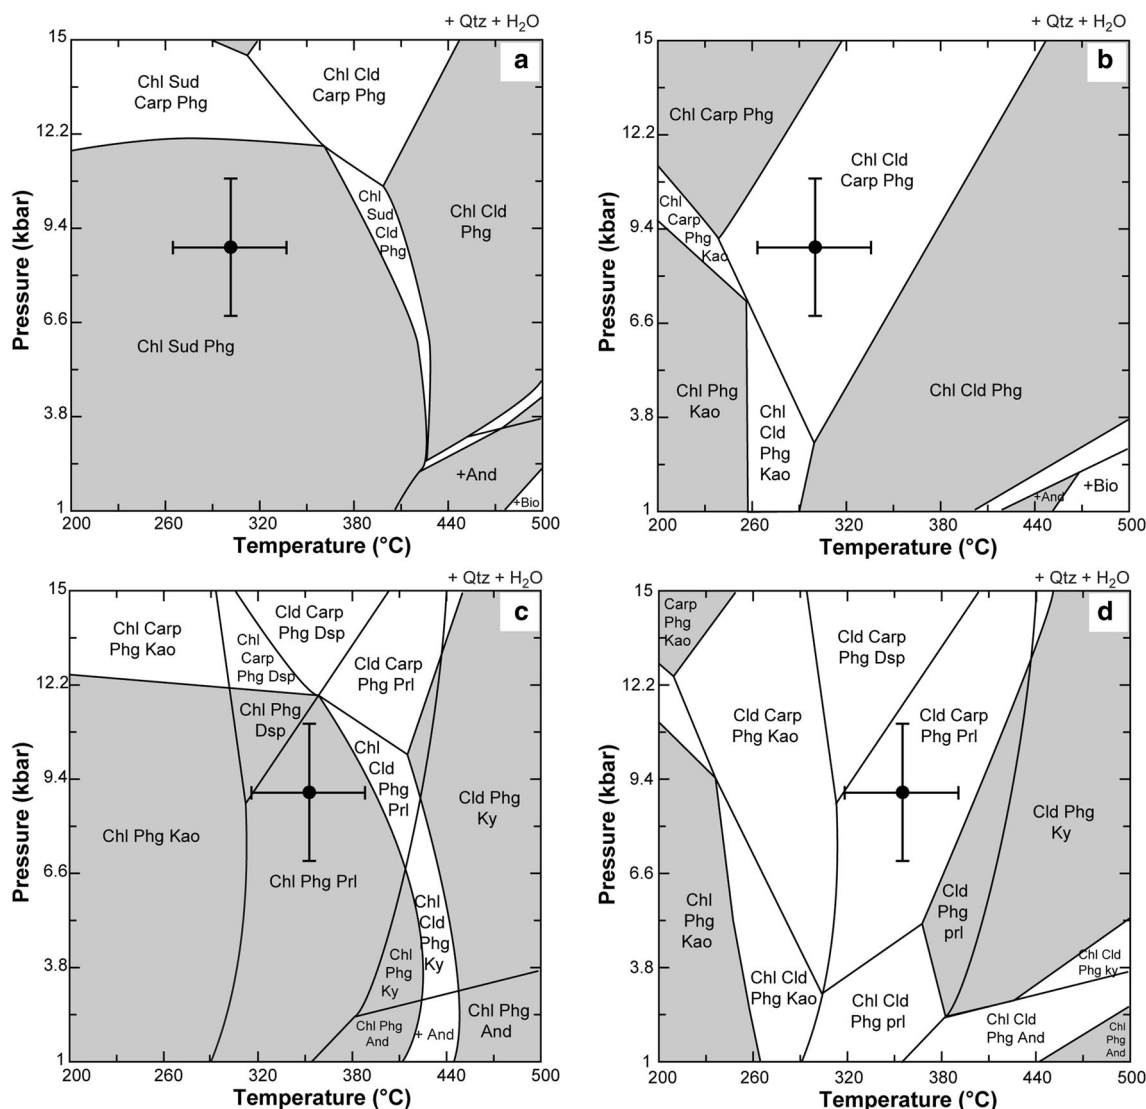 + Qtz + H2O
a
15
12.2
9.4
6.6
3.8
1
Pressure (kbar)
Chl Sud
Carp Phg
Chl Cld
Carp Phg
Chl
Sud
Cld
Phg
Chl Cld
Phg
Chl Sud Phg
+And
+Bio
200
260
320
380
440
500
Temperature (°C)
+ Qtz + H2O
b
15
12.2
9.4
6.6
3.8
1
Pressure (kbar)
Chl Carp Phg
Chl Cld
Carp Phg
Chl
Carp
Phg
Kao
Chl Phg
Kao
Chl
Cld
Phg
Kao
Chl Cld Phg
+And
+Bio
200
260
320
380
440
500
Temperature (°C)
+ Qtz + H2O
c
15
12.2
9.4
6.6
3.8
1
Pressure (kbar)
Chl Carp
Phg Kao
Chl
Carp
Phg Dsp
Cld Carp
Phg Dsp
Cld Carp
Phg Prl
Chl Phg
Dsp
Chl
Cld
Phg
Prl
Cld Phg
Ky
Chl Phg Kao
Chl Phg Prl
Chl
Cld
Phg
Ky
Chl
Phg
Ky
Chl Phg
And
+ And
Chl Phg
And
200
260
320
380
440
500
Temperature (°C)
+ Qtz + H2O
d
15
12.2
9.4
6.6
3.8
1
Pressure (kbar)
Carp
Phg
Kao
Cld Carp
Phg Dsp
Cld Carp
Phg Kao
Cld Carp
Phg Prl
Cld Phg
Ky
Chl
Phg
Kao
Cld
Phg
prl
Chl Cld
Phg Kao
Chl Cld
Phg prl
Chl Cld
Phg ky
Chl Cld
Phg And
Chl
Phg
And
200
260
320
380
440
500
Temperature (°C)